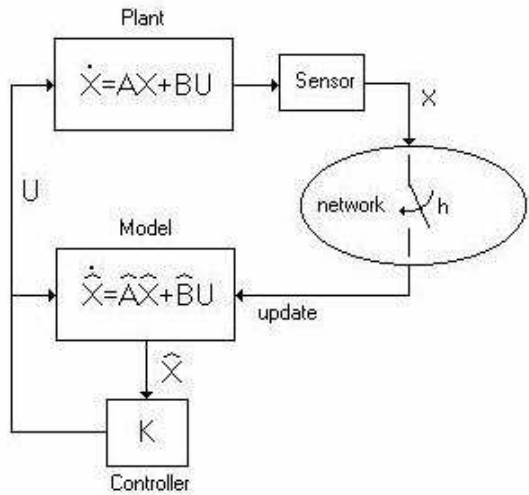 Plant
Ẋ=AX+BU
Sensor
X
U
network
h
Model
X̂̇=ÂX̂+B̂U
update
X̂
K
Controller